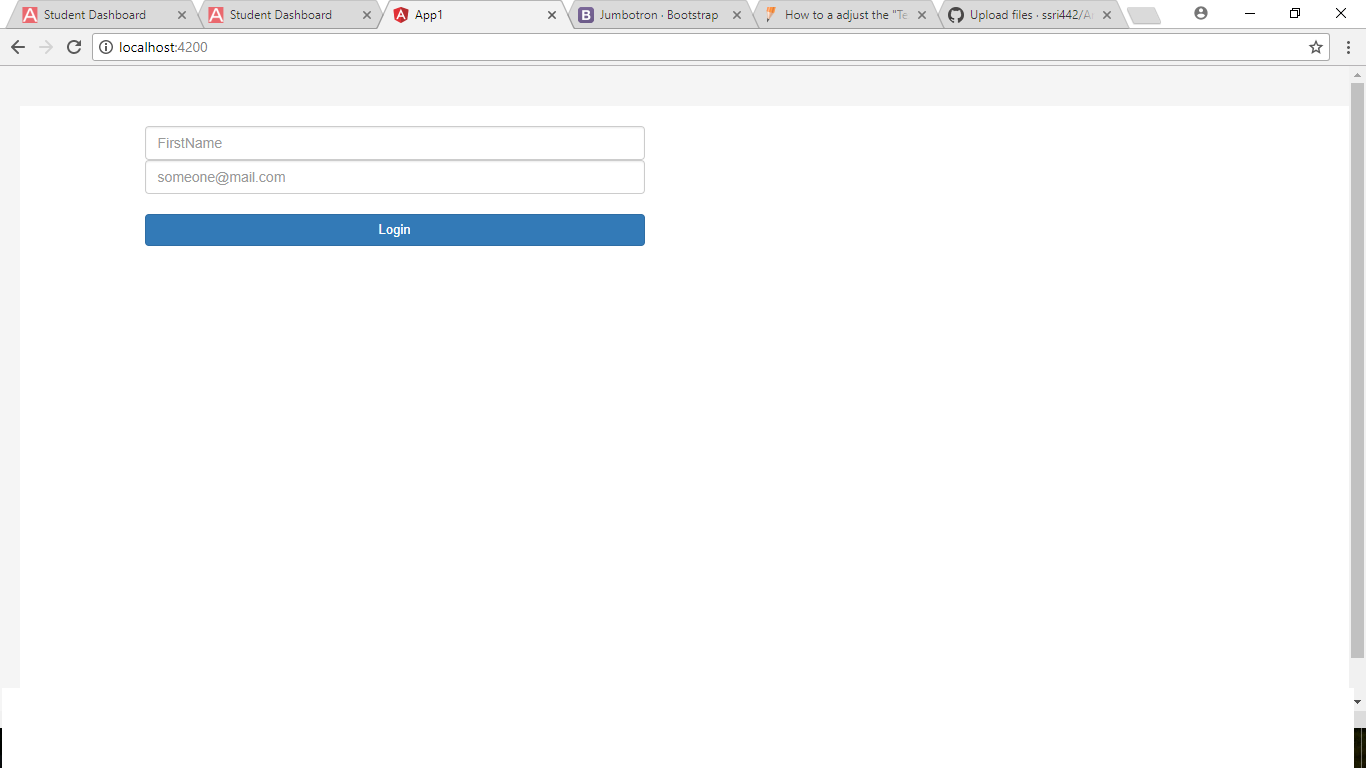 Student Dashboard
Student Dashboard
App1
Jumbotron · Bootstrap
How to a adjust the "Te
Upload files · ssri442/A
localhost:4200
FirstName
someone@mail.com
Login